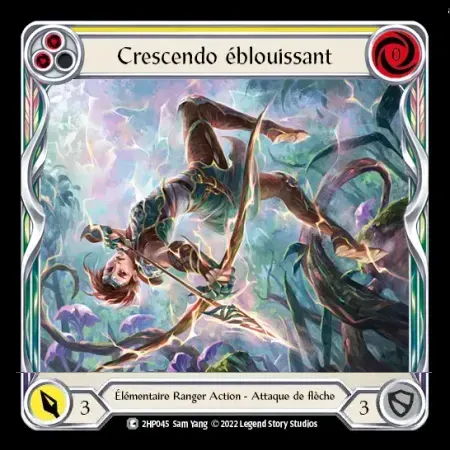 Crescendo éblouissant
0
3
Élémentaire Ranger Action - Attaque de flèche
3
C 2HP045 Sam Yang © 2022 Legend Story Studios